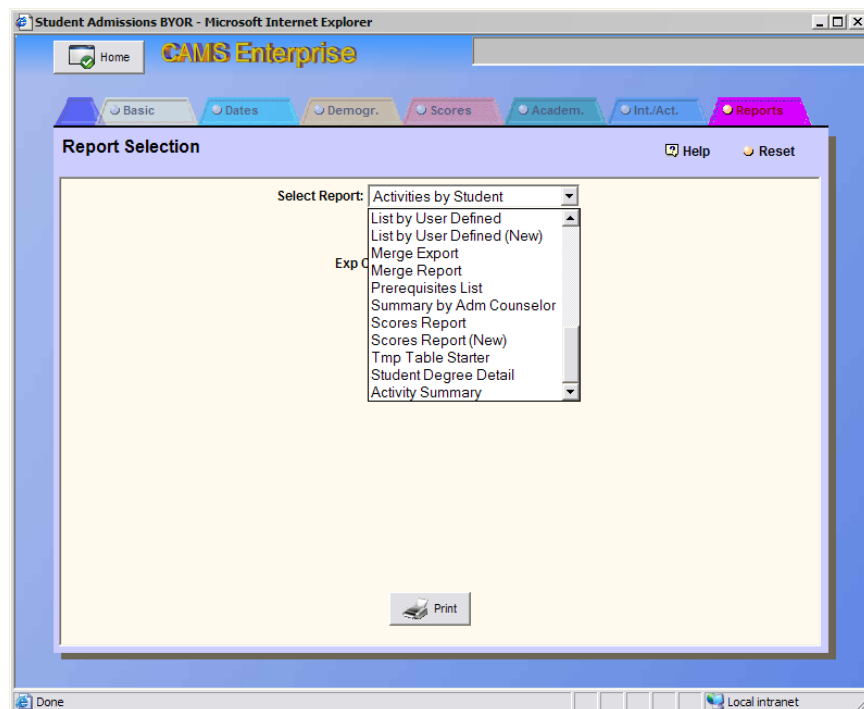 Student Admissions BYOR - Microsoft Internet Explorer
Home
CAMS Enterprise
Basic
Dates
Demogr.
Scores
Academ.
Int./Act.
Reports
Report Selection
Help
Reset
Select Report: Activities by Student
List by User Defined
List by User Defined (New)
Exp
Merge Export
Merge Report
Prerequisites List
Summary by Adm Counselor
Scores Report
Scores Report (New)
Tmp Table Starter
Student Degree Detail
Activity Summary
Print
Done
Local intranet